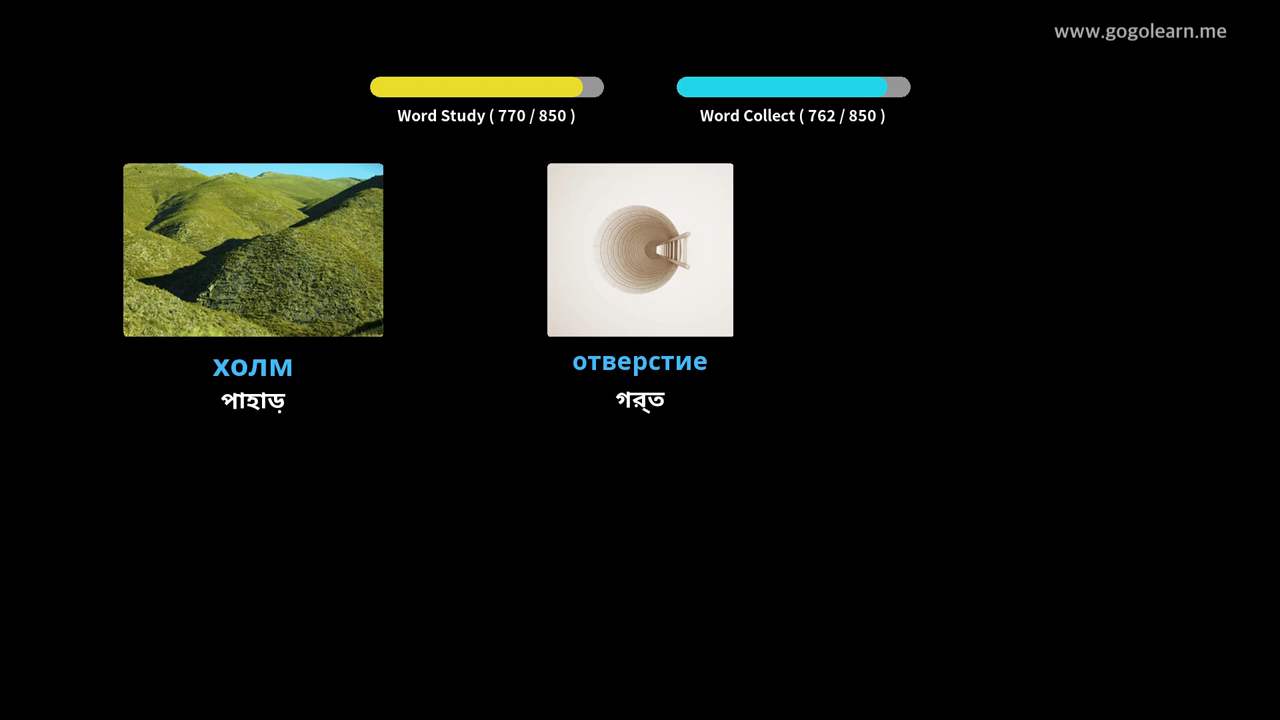 www.gogolearn.me
Word Study ( 770 / 850 )
Word Collect ( 762 / 850 )
холм
পাহাড়
отверстие
গর্ত